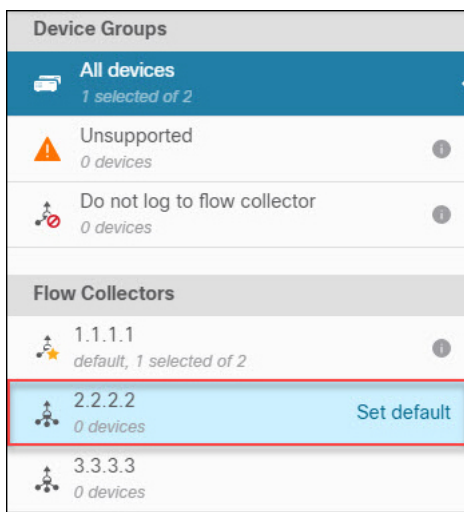 Device Groups
All devices
1 selected of 2
Unsupported
0 devices
Do not log to flow collector
0 devices
Flow Collectors
1.1.1.1
default, 1 selected of 2
2.2.2.2
Set default
0 devices
3.3.3.3
0 devices